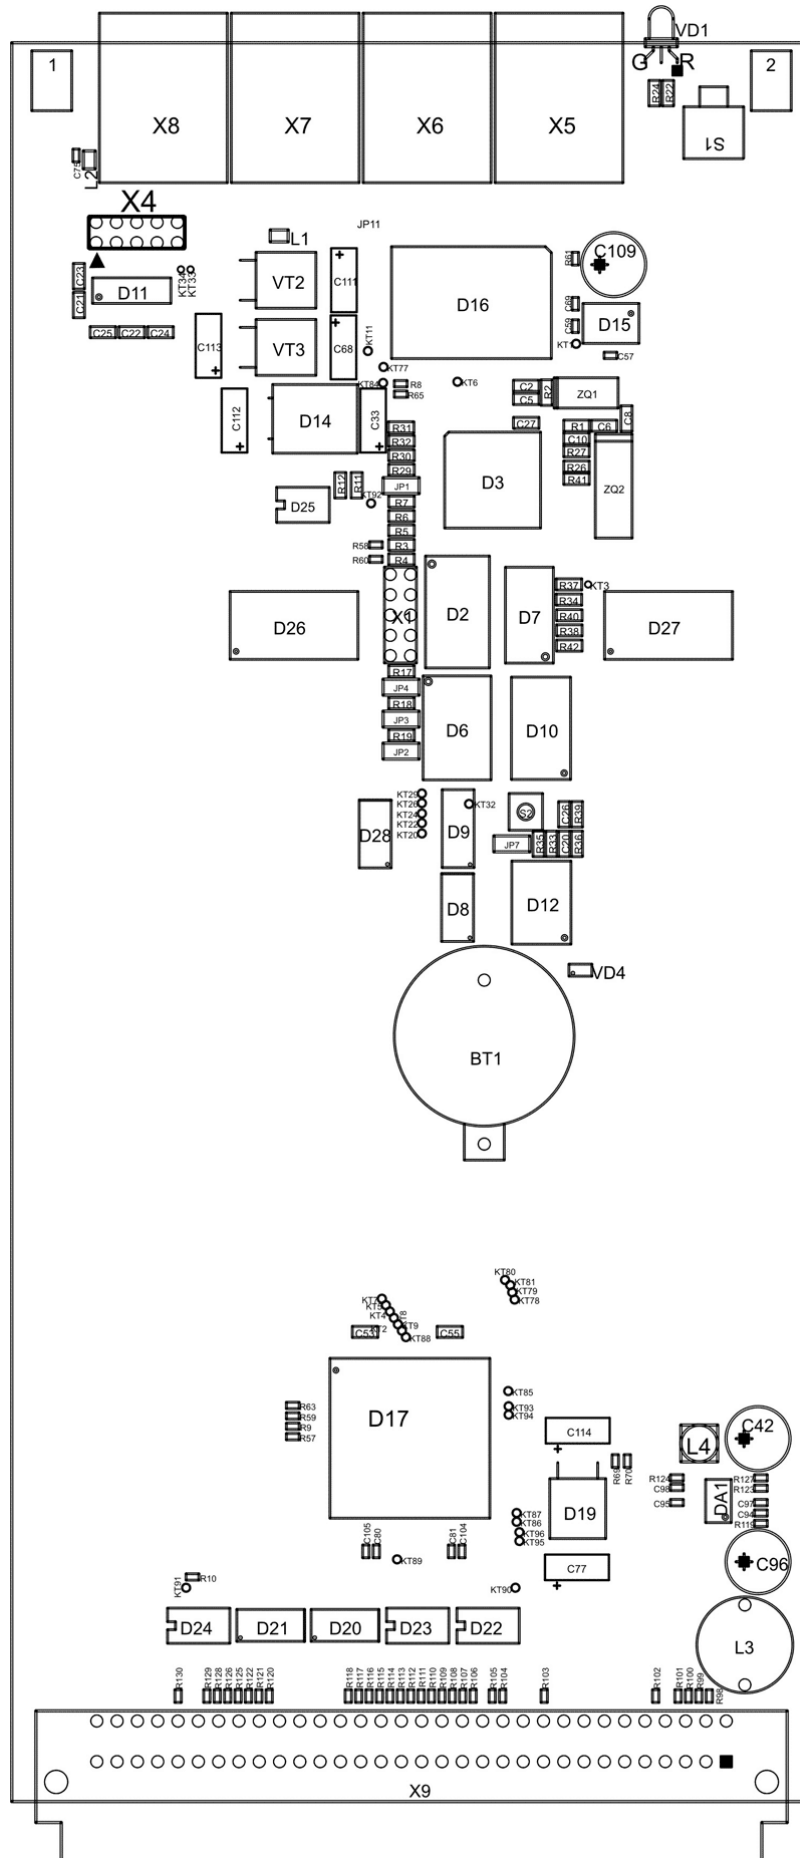 VD1
G R
1
2
R24
R22
X8 X7 X6 X5
S1
C75
L2
X4
JP11
L1
C109
R61
C23
KT34
KT33
VT2
C111
D11
C21
D16
C69
D15
C59
KT1
C25 C22 C24
C113
VT3
C68
KT11
C57
KT77
KT84
R8
R65
KT6
C2
C5
R2
ZQ1
C112
D14
C33
C27
R1 C6
C8
R31
R32
C10
R30
R27
R29
R26
R41
JP1
D3
ZQ2
R12
R11
KT92
D25
R7
R6
R5
R58 R3
R60 R4
R37 KT3
R34
R40
R38
R42
D26
X1
D2
D7
D27
R17
JP4
R18
JP3
R19
JP2
D6
D10
KT29
KT26
KT24
KT22
KT20
KT32
D28
D9
S2
C26
R39
JP7
R35
R33
C20
R36
D8
D12
VD4
BT1
KT80
KT81
KT79
KT78
KT7
KT5
KT4
KT8
KT2
KT9
KT88
C53
C55
D17
KT85
R63
R59
R9
R57
KT93
KT94
C114
L4
C42
R69
R70
R124
C98
C95
DA1
R127
R123
C97
C94
R119
D19
KT87
KT86
KT96
KT95
C105
C80
C81
C104
KT89
C77
C96
KT91
R10
KT90
D24 D21 D20 D23 D22
L3
R130
R129
R128
R126
R125
R122
R121
R120
R118
R117
R116
R115
R114
R113
R112
R111
R110
R109
R108
R107
R106
R105
R104
R103
R102
R101
R100
R99
R98
X9